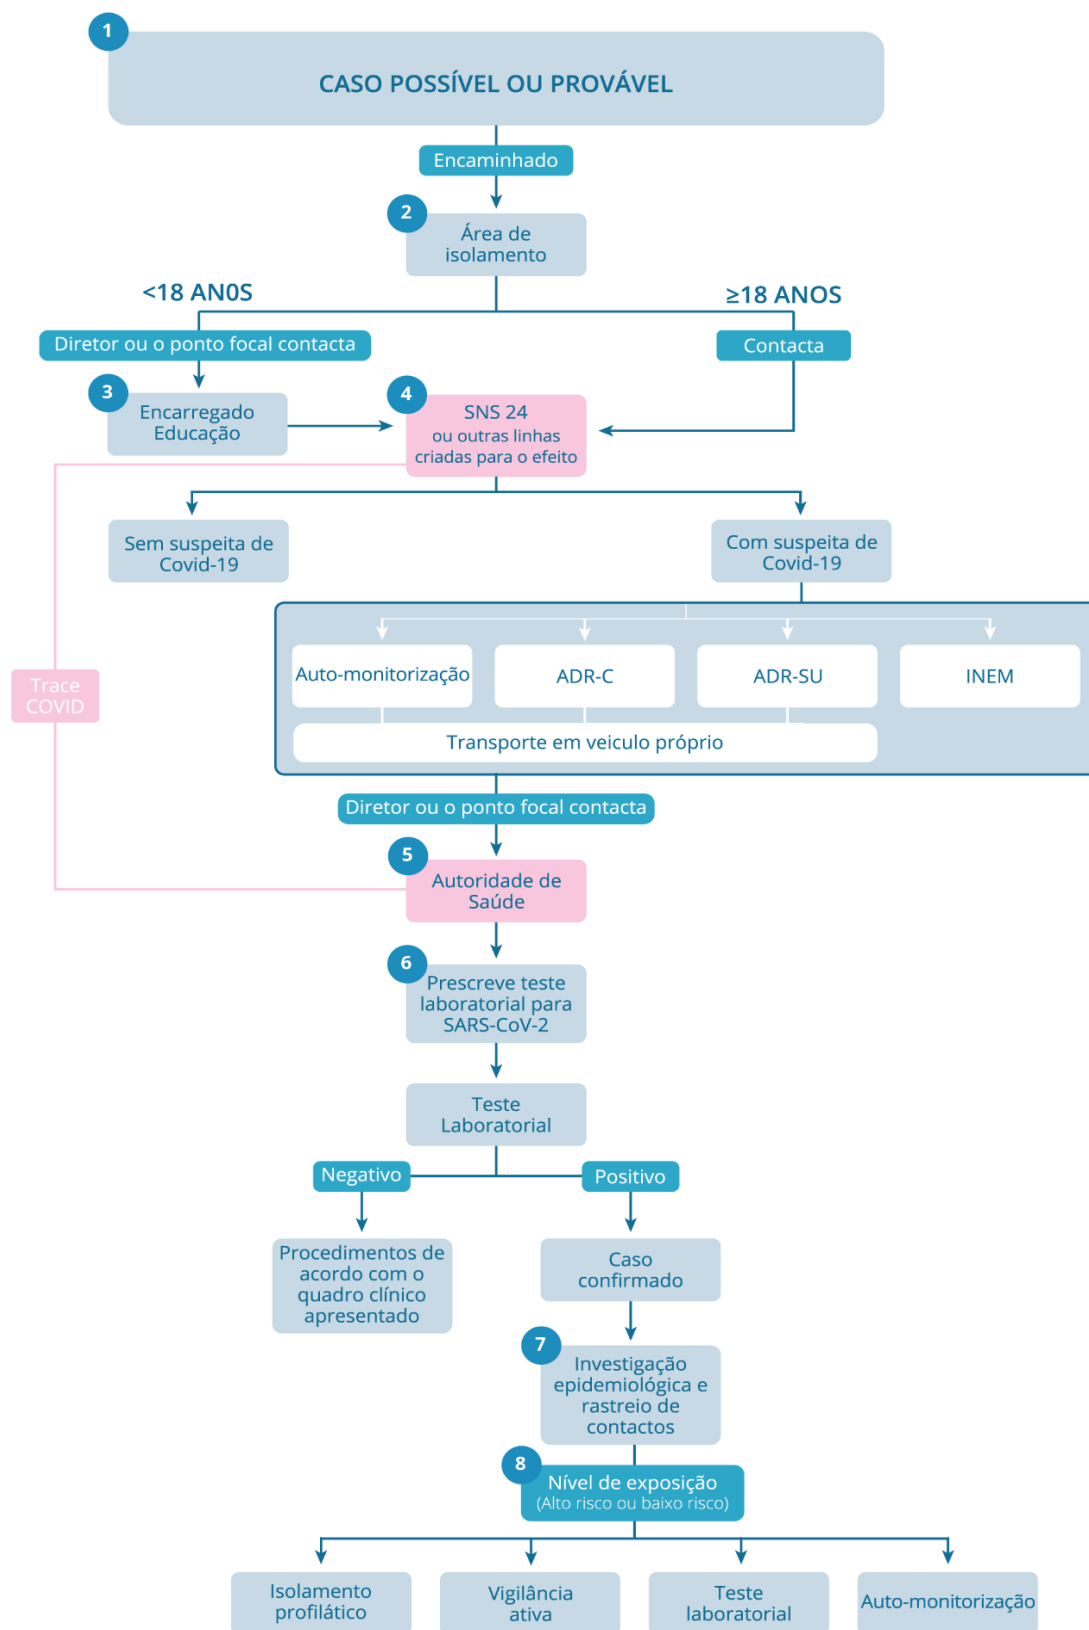 1
CASO POSSÍVEL OU PROVÁVEL
Encaminhado
2
Área de
isolamento
<18 AN0S
≥18 ANOS
Diretor ou o ponto focal contacta
Contacta
3
Encarregado
Educação
4
SNS 24
ou outras linhas
criadas para o efeito
Sem suspeita de
Covid-19
Com suspeita de
Covid-19
Trace
COVID
Auto-monitorização
ADR-C
ADR-SU
INEM
Transporte em veiculo próprio
Diretor ou o ponto focal contacta
5
Autoridade de
Saúde
6
Prescreve teste
laboratorial para
SARS-CoV-2
Teste
Laboratorial
Negativo
Positivo
Procedimentos de
acordo com o
quadro clínico
apresentado
Caso
confirmado
7
Investigação
epidemiológica e
rastreio de
contactos
8
Nível de exposição
(Alto risco ou baixo risco)
Isolamento
profilático
Vigilância
ativa
Teste
laboratorial
Auto-monitorização